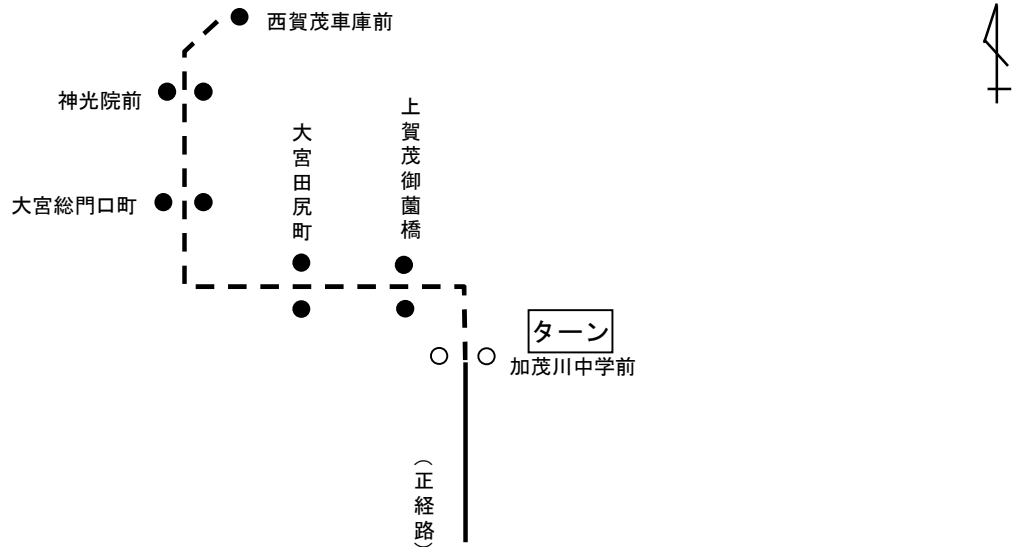 西賀茂車庫前
神光院前
大宮総門口町
大宮田尻町
上賀茂御薗橋
ターン
加茂川中学前
（正経路）